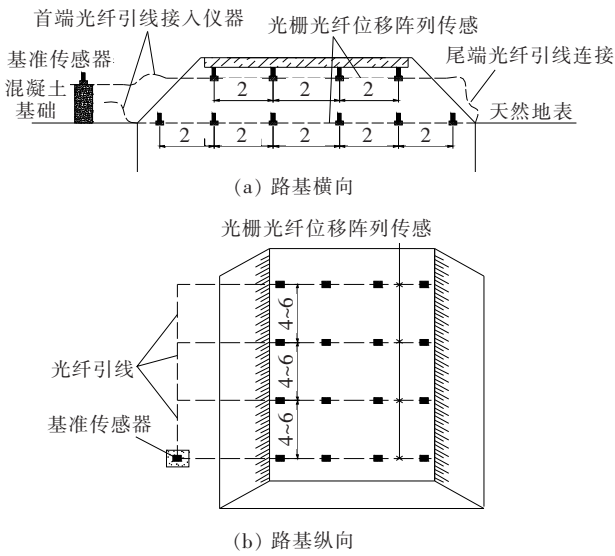 首端光纤引线接入仪器
光栅光纤位移阵列传感
基准传感器
尾端光纤引线连接
混凝土
基础
2 2 2
天然地表
2 2 2 2 2
(a) 路基横向
光栅光纤位移阵列传感
4~6
4~6
光纤引线
基准传感器
4~6
(b) 路基纵向